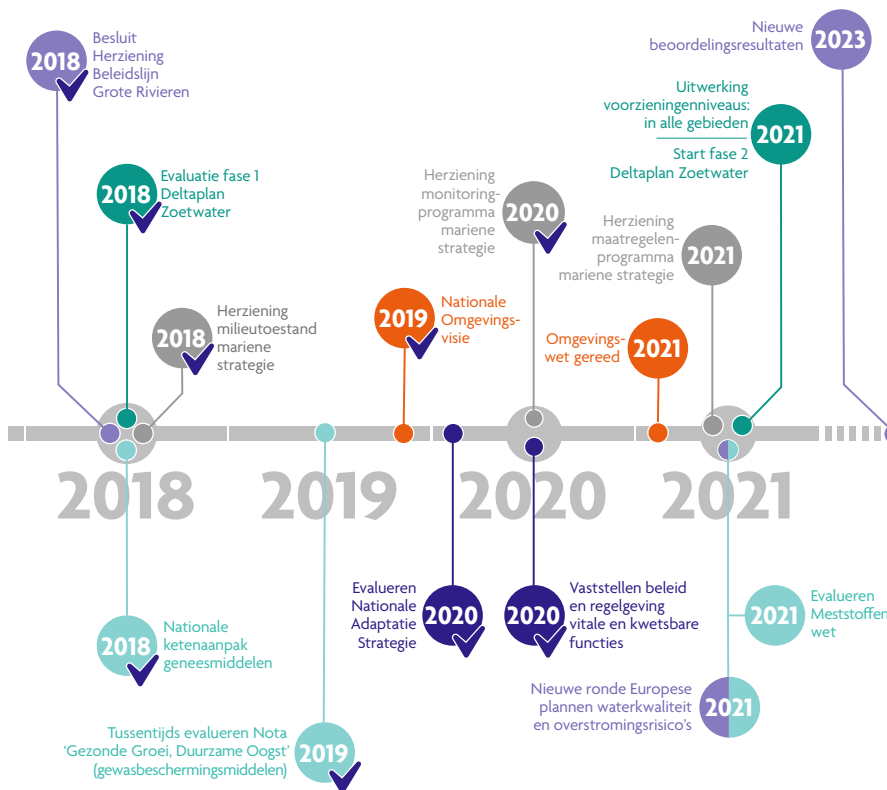 2018
Besluit
Herziening
Beleidslijn
Grote Rivieren
2018
Evaluatie fase 1
Deltaplan
Zoetwater
2018
Herziening
milieutoestand
mariene
strategie
2019
Nationale
Omgevings-
visie
Herziening
monitoring-
programma
mariene
strategie
2020
Omgevings-
wet gereed
2021
Herziening
maatregelen-
programma
mariene strategie
2021
Uitwerking
voorzieningenniveaus:
in alle gebieden
Start fase 2
Deltaplan Zoetwater
2021
Nieuwe
beoordelingsresultaten
2023
2018
2019
2020
2021
2018
Nationale
ketenaanpak
geneesmiddelen
Tussentijds evalueren Nota
‘Gezonde Groei, Duurzame Oogst’
(gewasbeschermingsmiddelen)
2019
Evalueren
Nationale
Adaptatie
Strategie
2020
2020
Vaststellen beleid
en regelgeving
vitale en kwetsbare
functies
2021
Evalueren
Meststoffen
wet
Nieuwe ronde Europese
plannen waterkwaliteit
en overstromingsrisico’s
2021